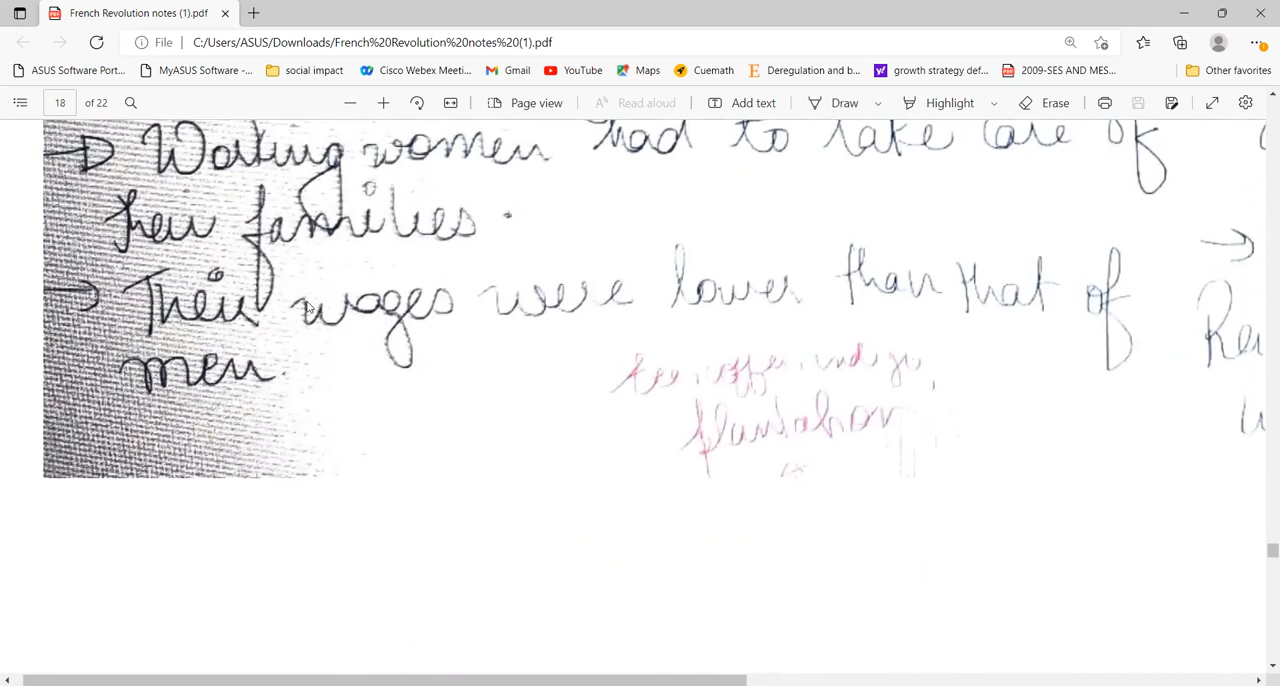 French Revolution notes (1).pdf
File C:/Users/ASUS/Downloads/French%20Revolution%20notes%20(1).pdf
ASUS Software Port... MyASUS Software -... social impact Cisco Webex Meeti... Gmail YouTube Maps Cuemath Deregulation and b... growth strategy def... 2009-SES AND MES... Other favorites
18 of 22 Page view Read aloud Add text Draw Highlight Erase
→ Working women had to take care of
their families.
→ Their wages were lower than that of
men.
plantation